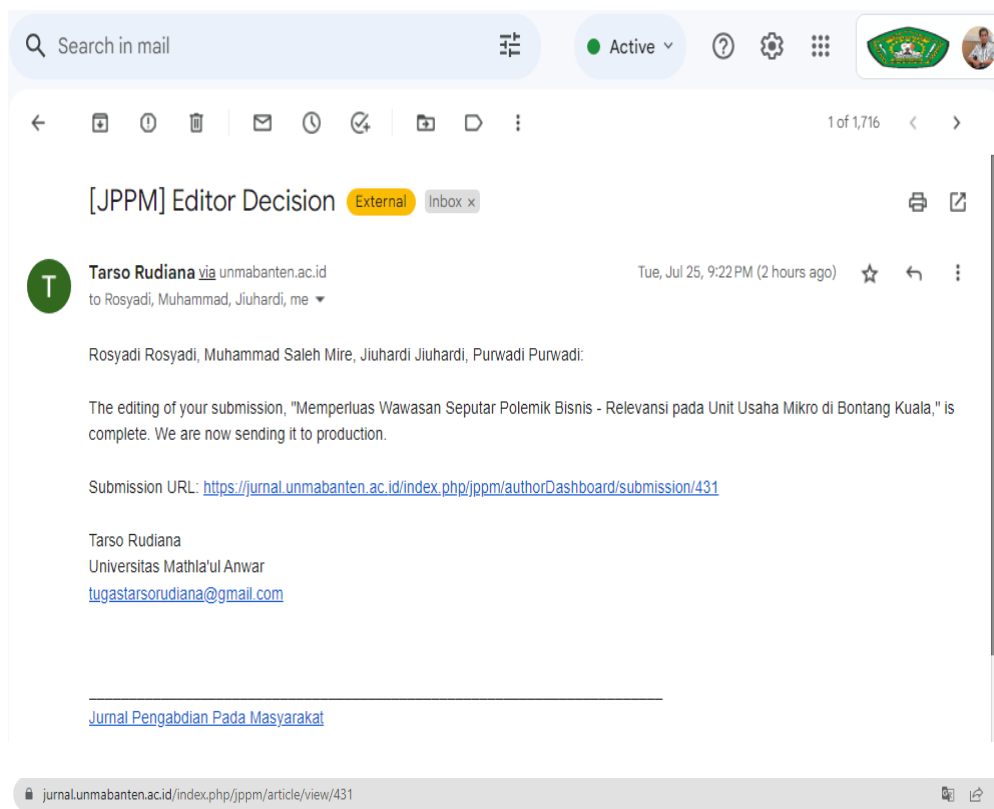 Search in mail
Active
1 of 1,716
[JPPM] Editor Decision External Inbox ×
T
Tarso Rudiana via unmabanten.ac.id Tue, Jul 25, 9:22 PM (2 hours ago)
to Rosyadi, Muhammad, Jiuhardi, me
Rosyadi Rosyadi, Muhammad Saleh Mire, Jiuhardi Jiuhardi, Purwadi Purwadi:
The editing of your submission, "Memperluas Wawasan Seputar Polemik Bisnis - Relevansi pada Unit Usaha Mikro di Bontang Kuala," is
complete. We are now sending it to production.
Submission URL: https://jurnal.unmabanten.ac.id/index.php/jppm/authorDashboard/submission/431
Tarso Rudiana
Universitas Mathla'ul Anwar
tugastarsorudiana@gmail.com
Jurnal Pengabdian Pada Masyarakat
jurnal.unmabanten.ac.id/index.php/jppm/article/view/431